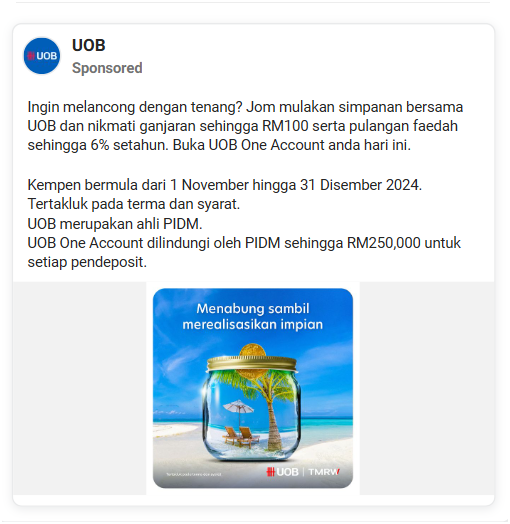 UOB
UOB
Sponsored
Ingin melancong dengan tenang? Jom mulakan simpanan bersama
UOB dan nikmati ganjaran sehingga RM100 serta pulangan faedah
sehingga 6% setahun. Buka UOB One Account anda hari ini.
Kempen bermula dari 1 November hingga 31 Disember 2024.
Tertakluk pada terma dan syarat.
UOB merupakan ahli PIDM.
UOB One Account dilindungi oleh PIDM sehingga RM250,000 untuk
setiap pendeposit.
Menabung sambil
merealisasikan impian
UOB | TMRW